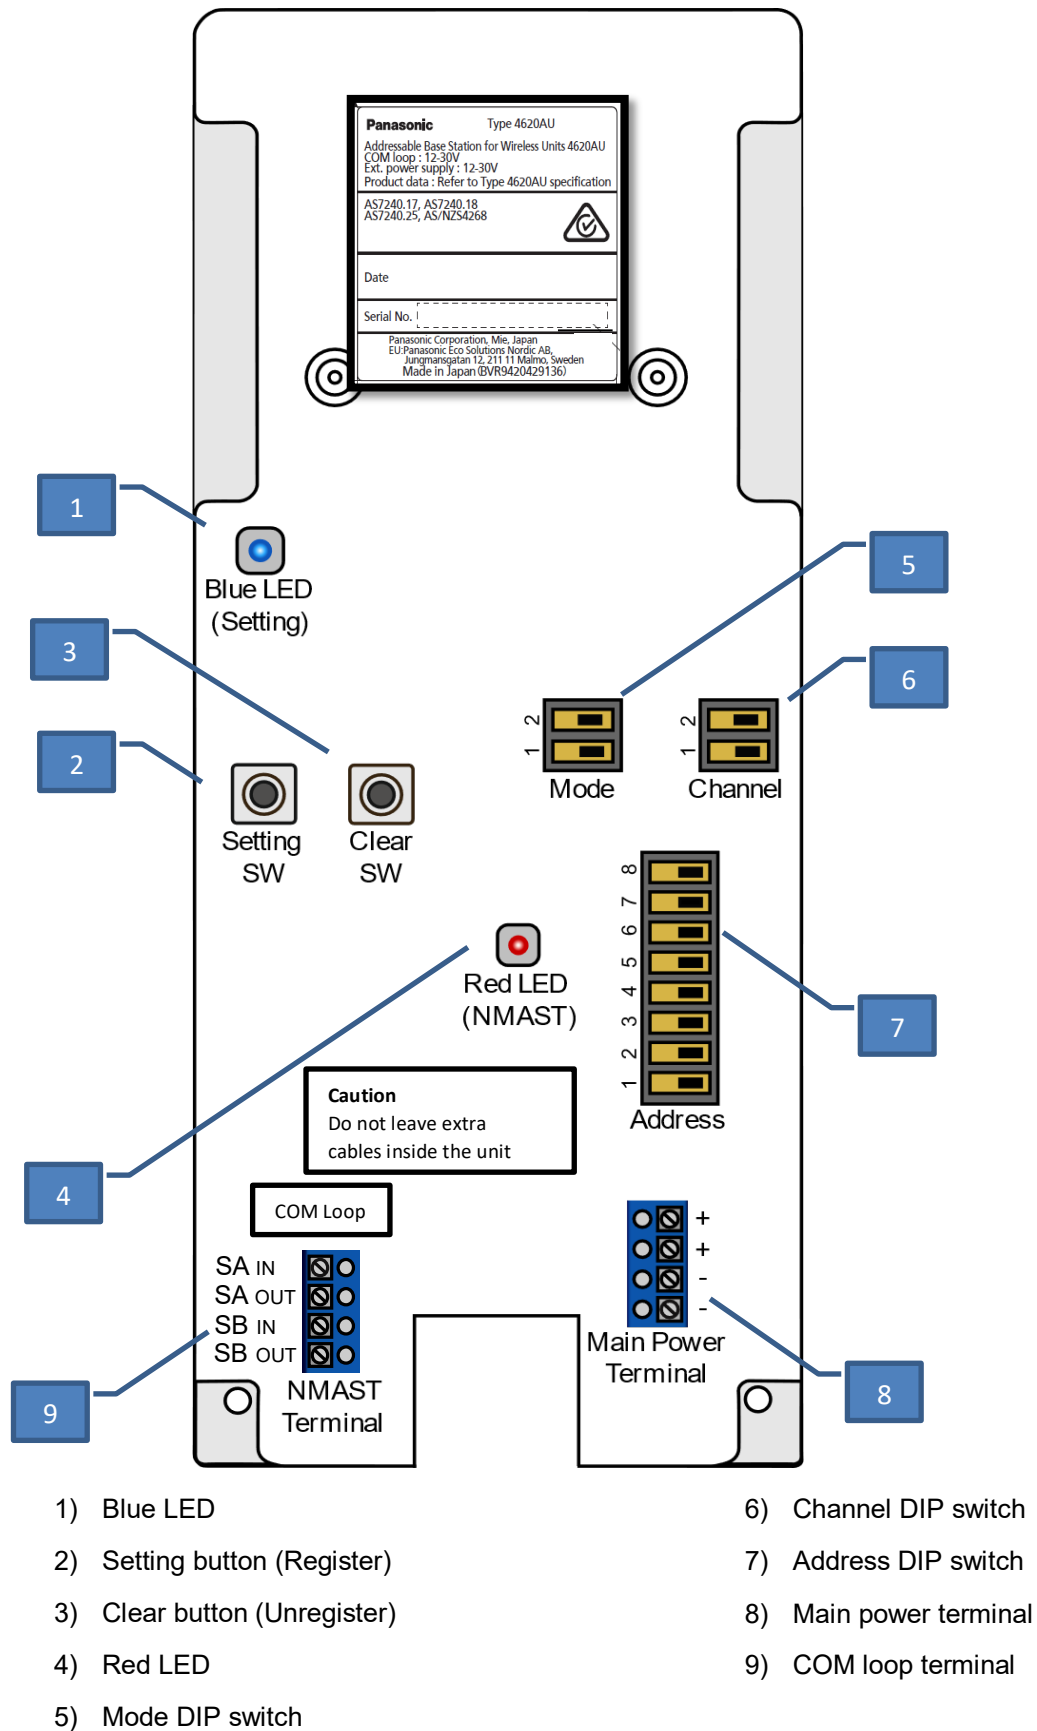 Panasonic Type 4620AU
Addressable Base Station for Wireless Units 4620AU
COM loop : 12-30V
Ext. power supply : 12-30V
Product data : Refer to Type 4620AU specification
AS7240.17, AS7240.18
AS7240.25, AS/NZS4268
Date
Serial No.
Panasonic Corporation, Mie, Japan
EU:Panasonic Eco Solutions Nordic AB,
Jungmansgatan 12, 211 11 Malmo, Sweden
Made in Japan (BVR9420429136)
1
Blue LED
(Setting)
5
3
6
2
1
Mode
2
1
Channel
2
Setting
SW
Clear
SW
8
7
6
5
4
3
2
1
Address
Red LED
(NMAST)
7
Caution
Do not leave extra
cables inside the unit
4
COM Loop
SA IN
SA OUT
SB IN
SB OUT
NMAST
Terminal
+
+
-
-
Main Power
Terminal
8
9
1) Blue LED
2) Setting button (Register)
3) Clear button (Unregister)
4) Red LED
5) Mode DIP switch
6) Channel DIP switch
7) Address DIP switch
8) Main power terminal
9) COM loop terminal